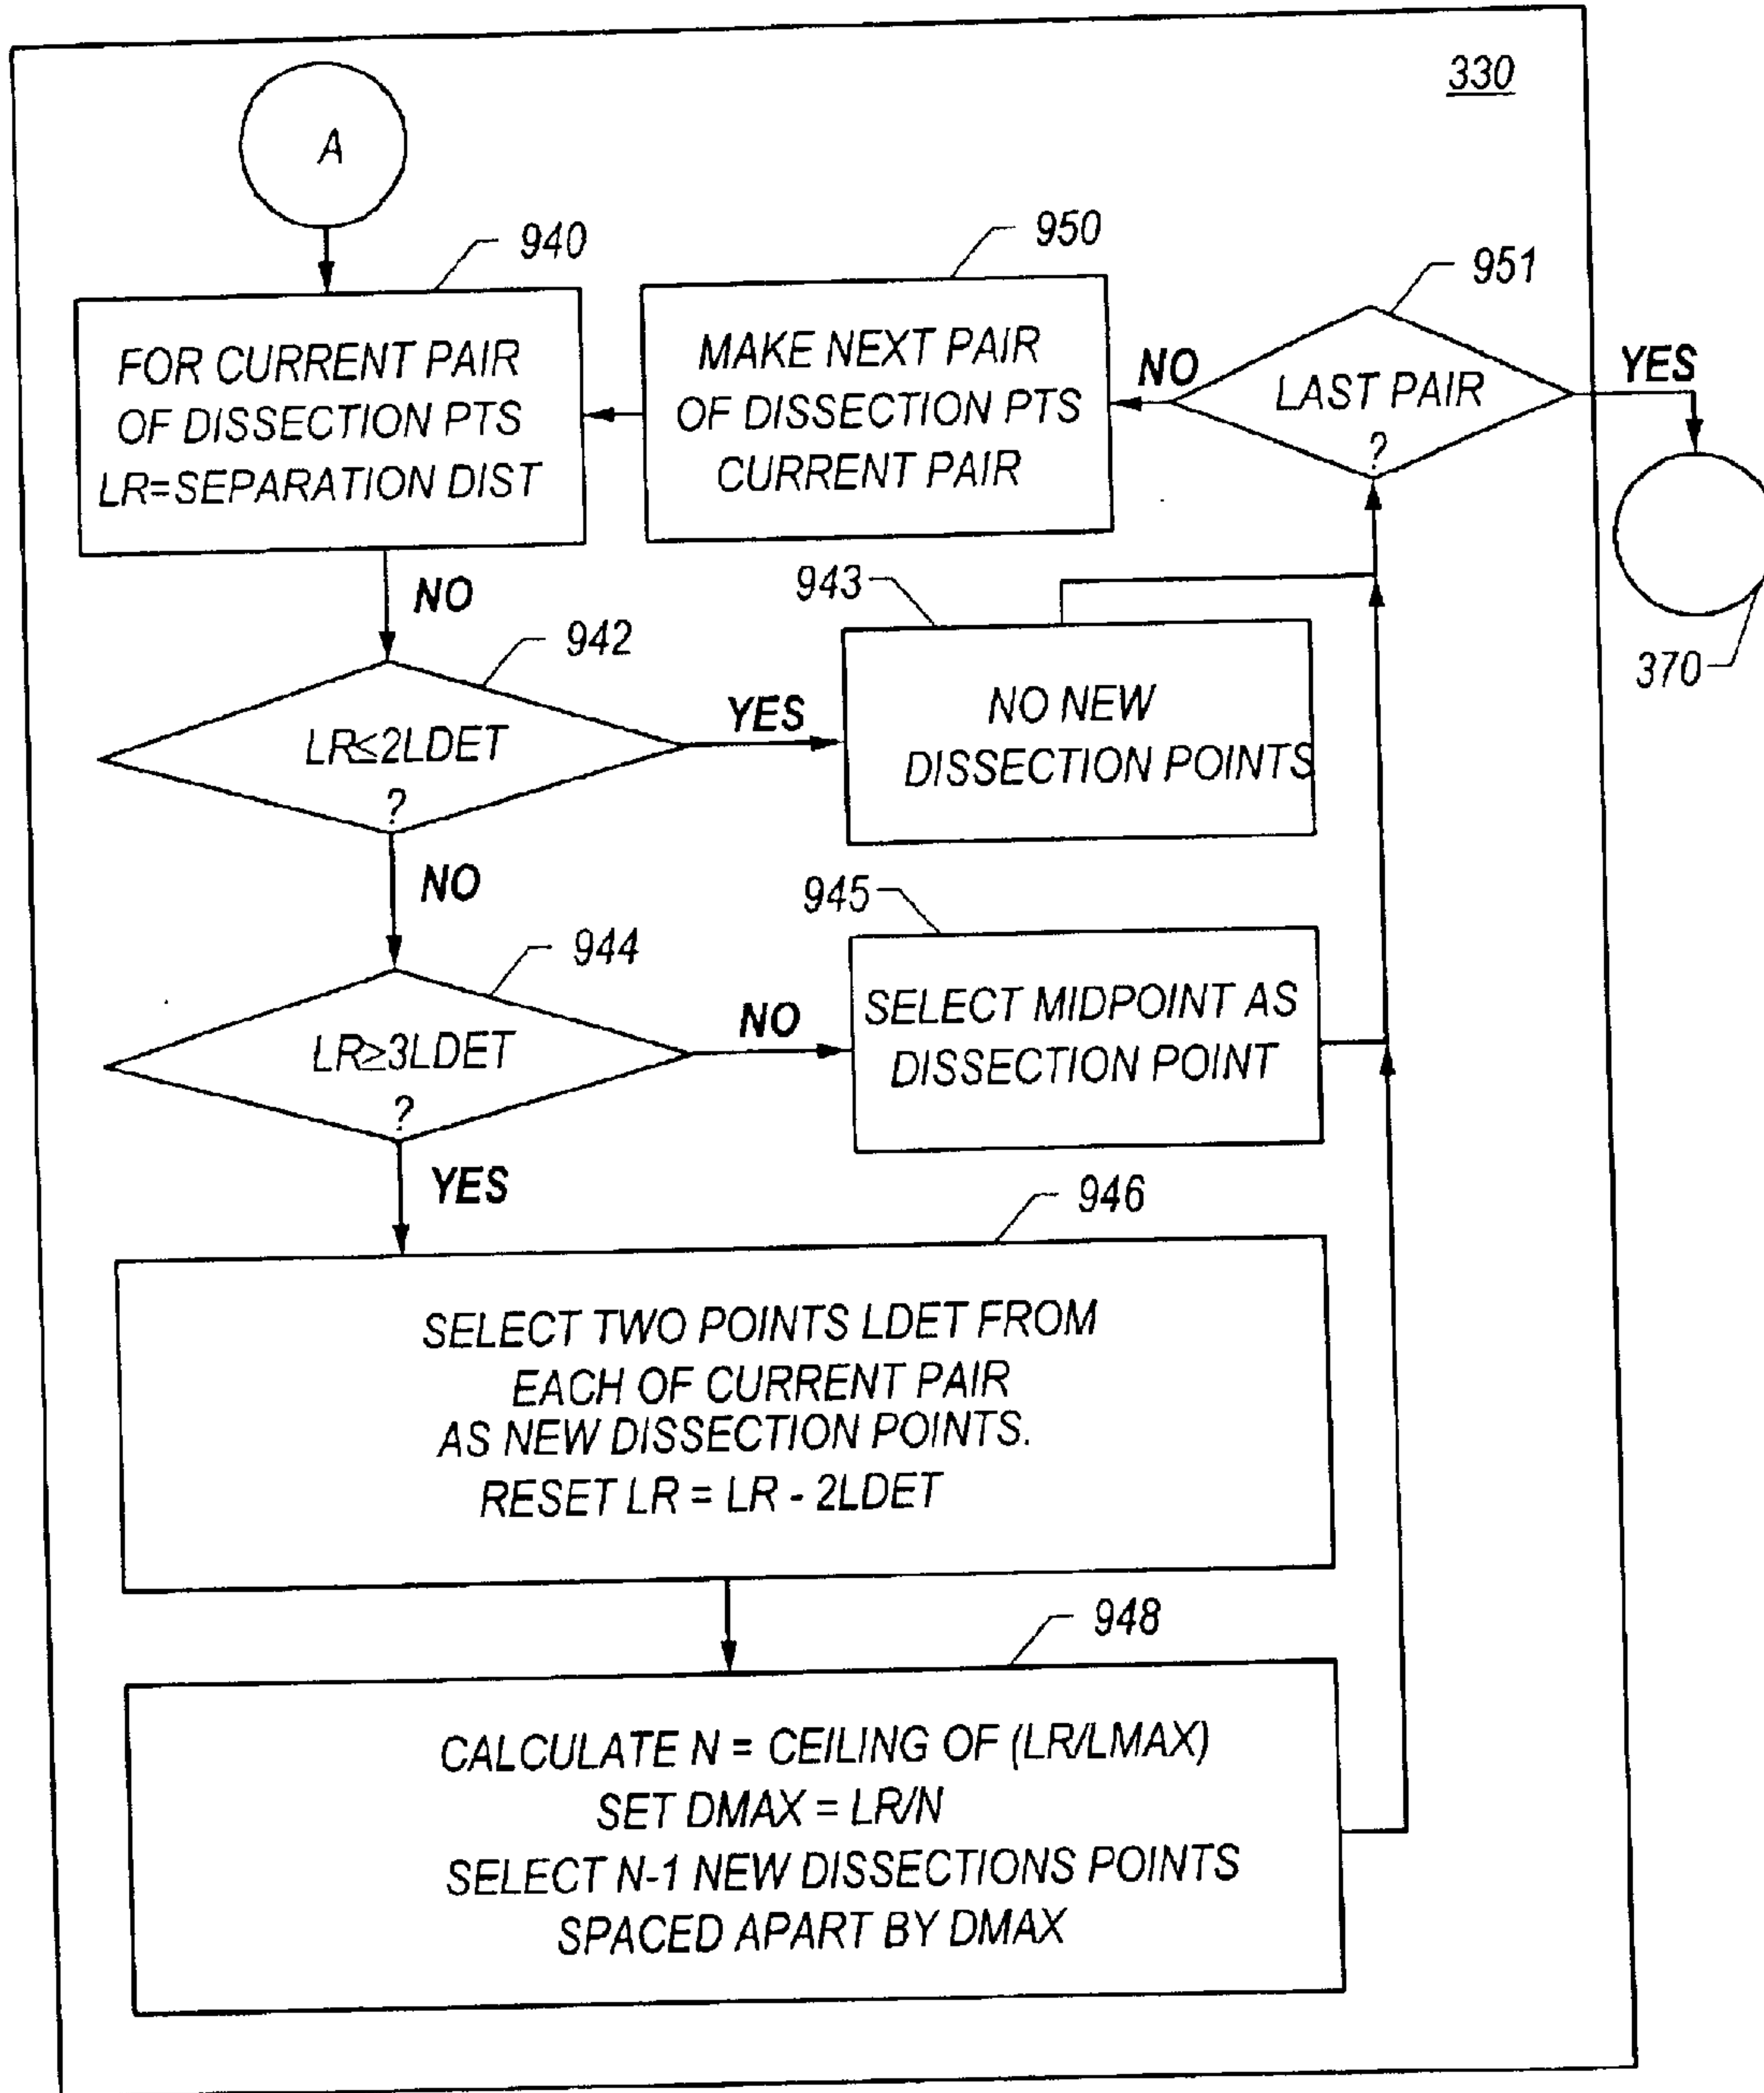 330
A
940
950
951
FOR CURRENT PAIR
OF DISSECTION PTS
LR=SEPARATION DIST
MAKE NEXT PAIR
OF DISSECTION PTS
CURRENT PAIR
NO
LAST PAIR
?
YES
370
NO
942
943
LR≤2LDET
?
YES
NO NEW
DISSECTION POINTS
NO
944
945
LR≥3LDET
?
NO
SELECT MIDPOINT AS
DISSECTION POINT
YES
946
SELECT TWO POINTS LDET FROM
EACH OF CURRENT PAIR
AS NEW DISSECTION POINTS.
RESET LR = LR - 2LDET
948
CALCULATE N = CEILING OF (LR/LMAX)
SET DMAX = LR/N
SELECT N-1 NEW DISSECTIONS POINTS
SPACED APART BY DMAX